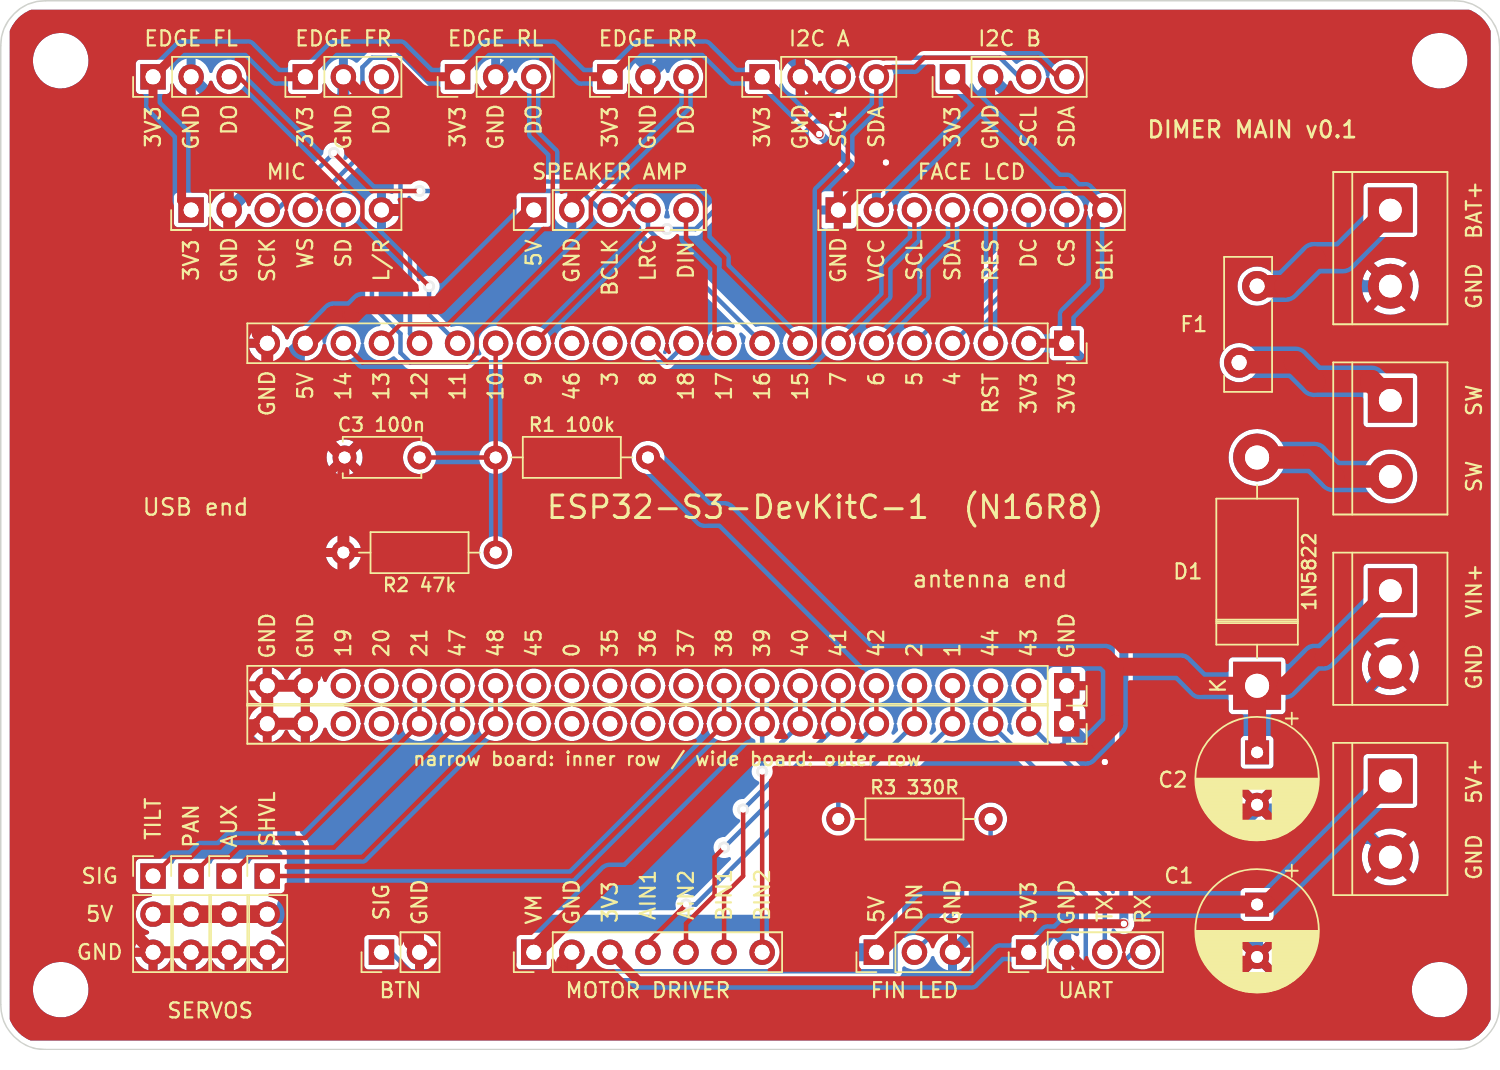 EDGE FL EDGE FR EDGE RL EDGE RR I2C A I2C B
3V3 GND DO 3V3 GND DO 3V3 GND DO 3V3 GND DO 3V3 GND SCL SDA 3V3 GND SCL SDA
DIMER MAIN v0.1
MIC SPEAKER AMP FACE LCD
3V3 GND SCK WS SD L/R 5V GND BCLK LRC DIN GND VCC SCL SDA RES DC CS BLK
BAT+
GND
F1
GND 5V 14 13 12 11 10 9 46 3 8 18 17 16 15 7 6 5 4 RST 3V3 3V3
SW
SW
C3 100n R1 100k
USB end
ESP32-S3-DevKitC-1 (N16R8)
R2 47k
antenna end
D1
1N5822
VIN+
GND
GND GND 19 20 21 47 48 45 0 35 36 37 38 39 40 41 42 2 1 44 43 GND
K
+
narrow board: inner row / wide board: outer row
C2
R3 330R
5V+
GND
TILT PAN AUX SHVL
SIG
5V
GND
SERVOS
SIG GND
BTN
VM GND 3V3 AIN1 AIN2 BIN1 BIN2
MOTOR DRIVER
5V DIN GND
FIN LED
3V3 GND TX RX
UART
C1
+